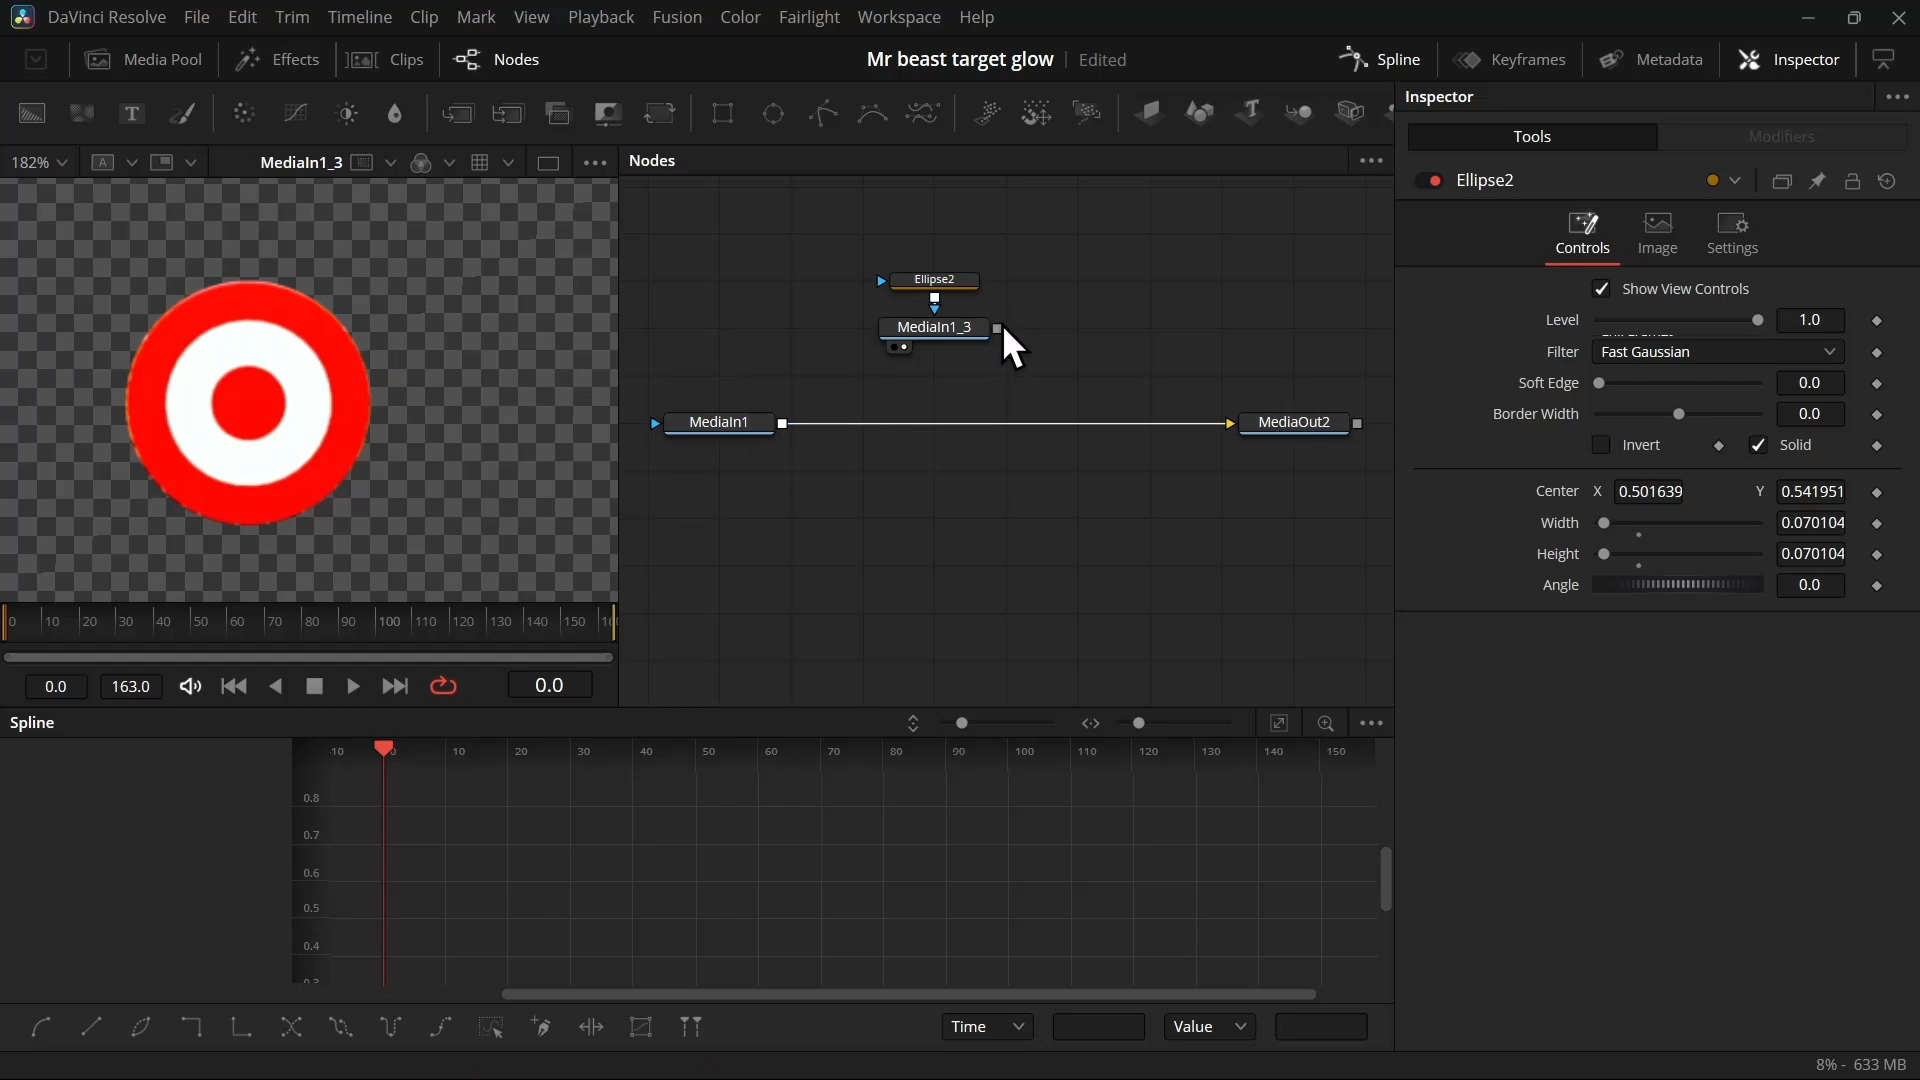 DaVinci Resolve File Edit Trim Timeline Clip Mark View Playback Fusion Color Fairlight Workspace Help
Media Pool Effects Clips Nodes Mr beast target glow Edited Spline Keyframes Metadata Inspector
Inspector
Tools Modifiers
182% A MediaIn1_3 Nodes
Ellipse2
Controls Image Settings
Show View Controls
Level 1.0
Filter Fast Gaussian
Soft Edge 0.0
Border Width 0.0
Invert Solid
Center X 0.501639 Y 0.541951
Width 0.070104
Height 0.070104
Angle 0.0
Ellipse2
MediaIn1_3
MediaIn1 MediaOut2
0 10 20 30 40 50 60 70 80 90 100 110 120 130 140 150
0.0 163.0 0.0
Spline
-10 0 10 20 30 40 50 60 70 80 90 100 110 120 130 140 150
0.8
0.7
0.6
0.5
0.4
Time Value
8% - 633 MB